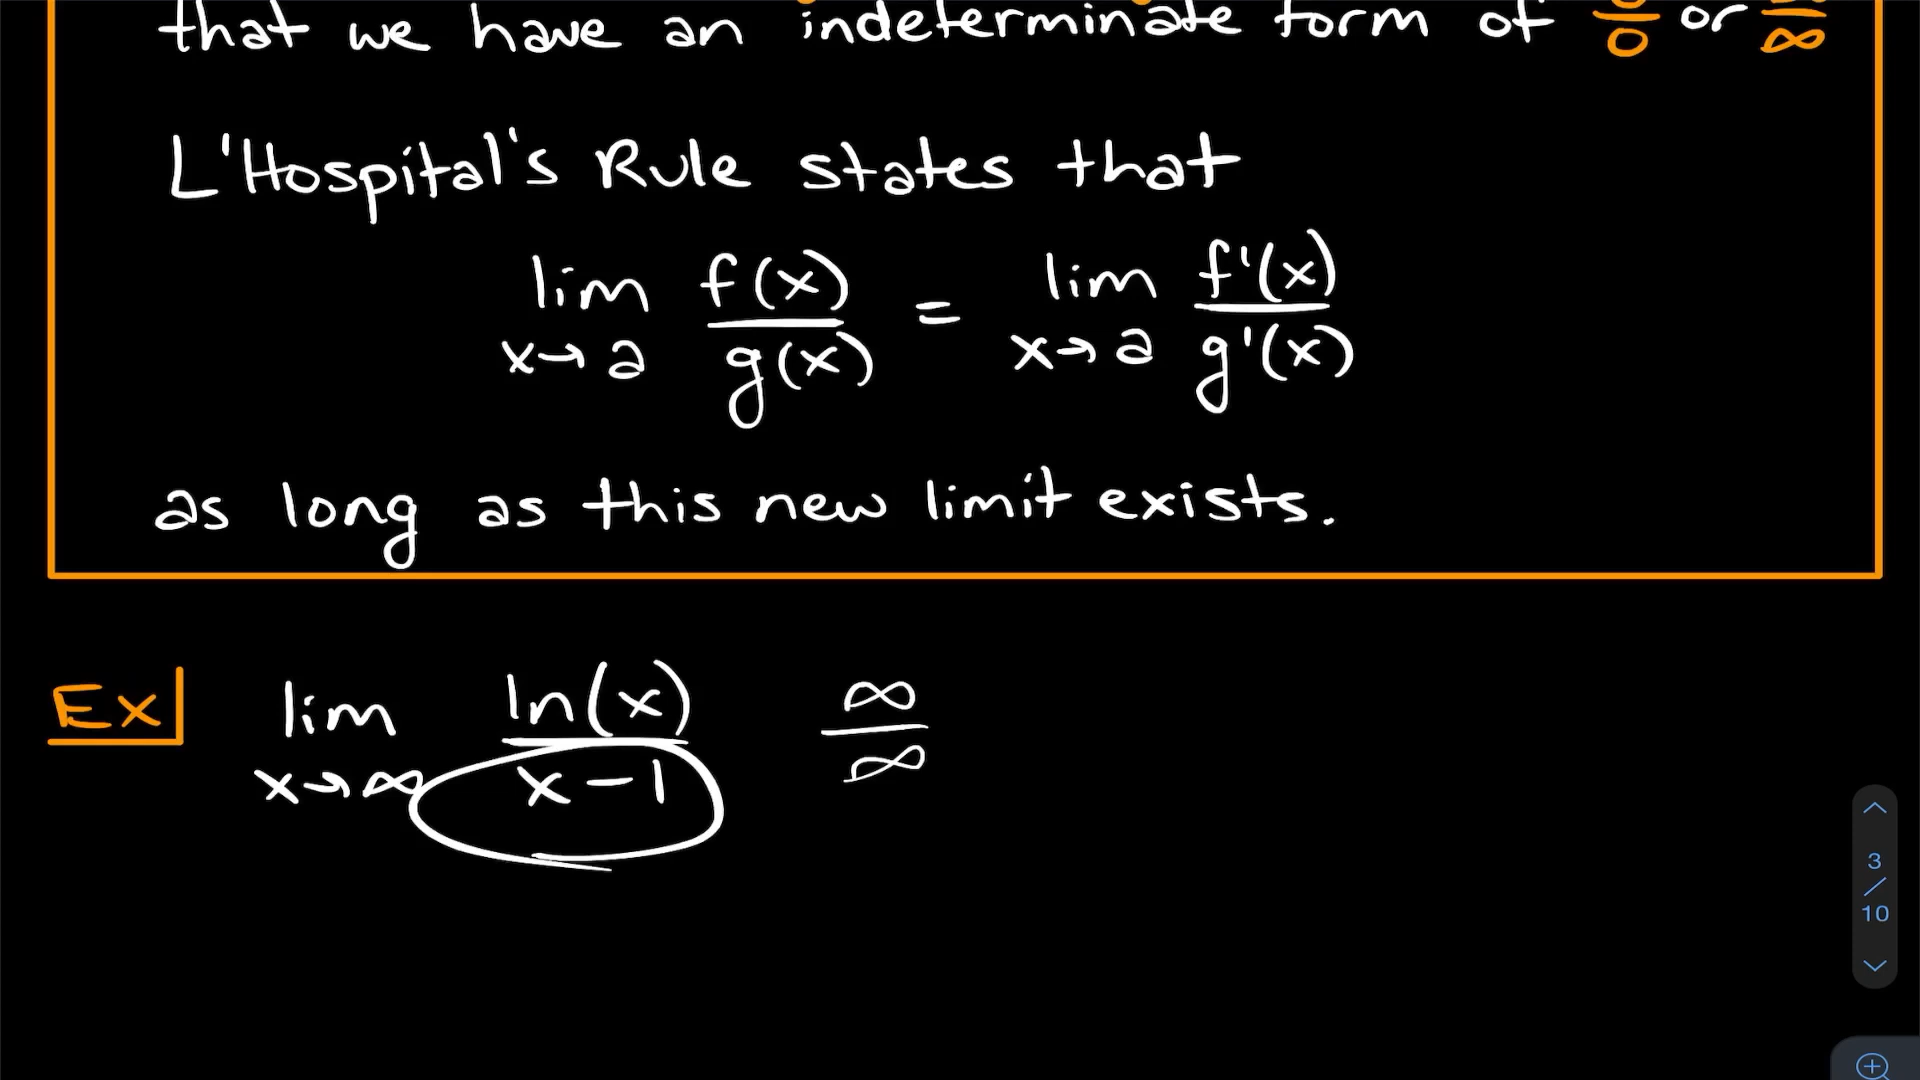 that we have an indeterminate form of 0/0 or ∞/∞
L'Hospital's Rule states that
lim x→a f(x)/g(x) = lim x→a f'(x)/g'(x)
as long as this new limit exists.
Ex lim x→∞ ln(x)/x-1 ∞/∞
3
/
10